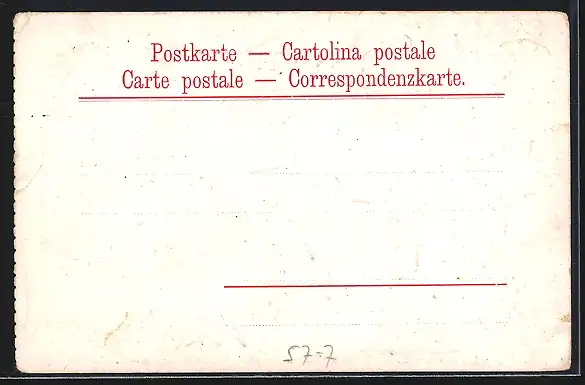 Postkarte — Cartolina postale
Carte postale — Correspondenzkarte.
57-7